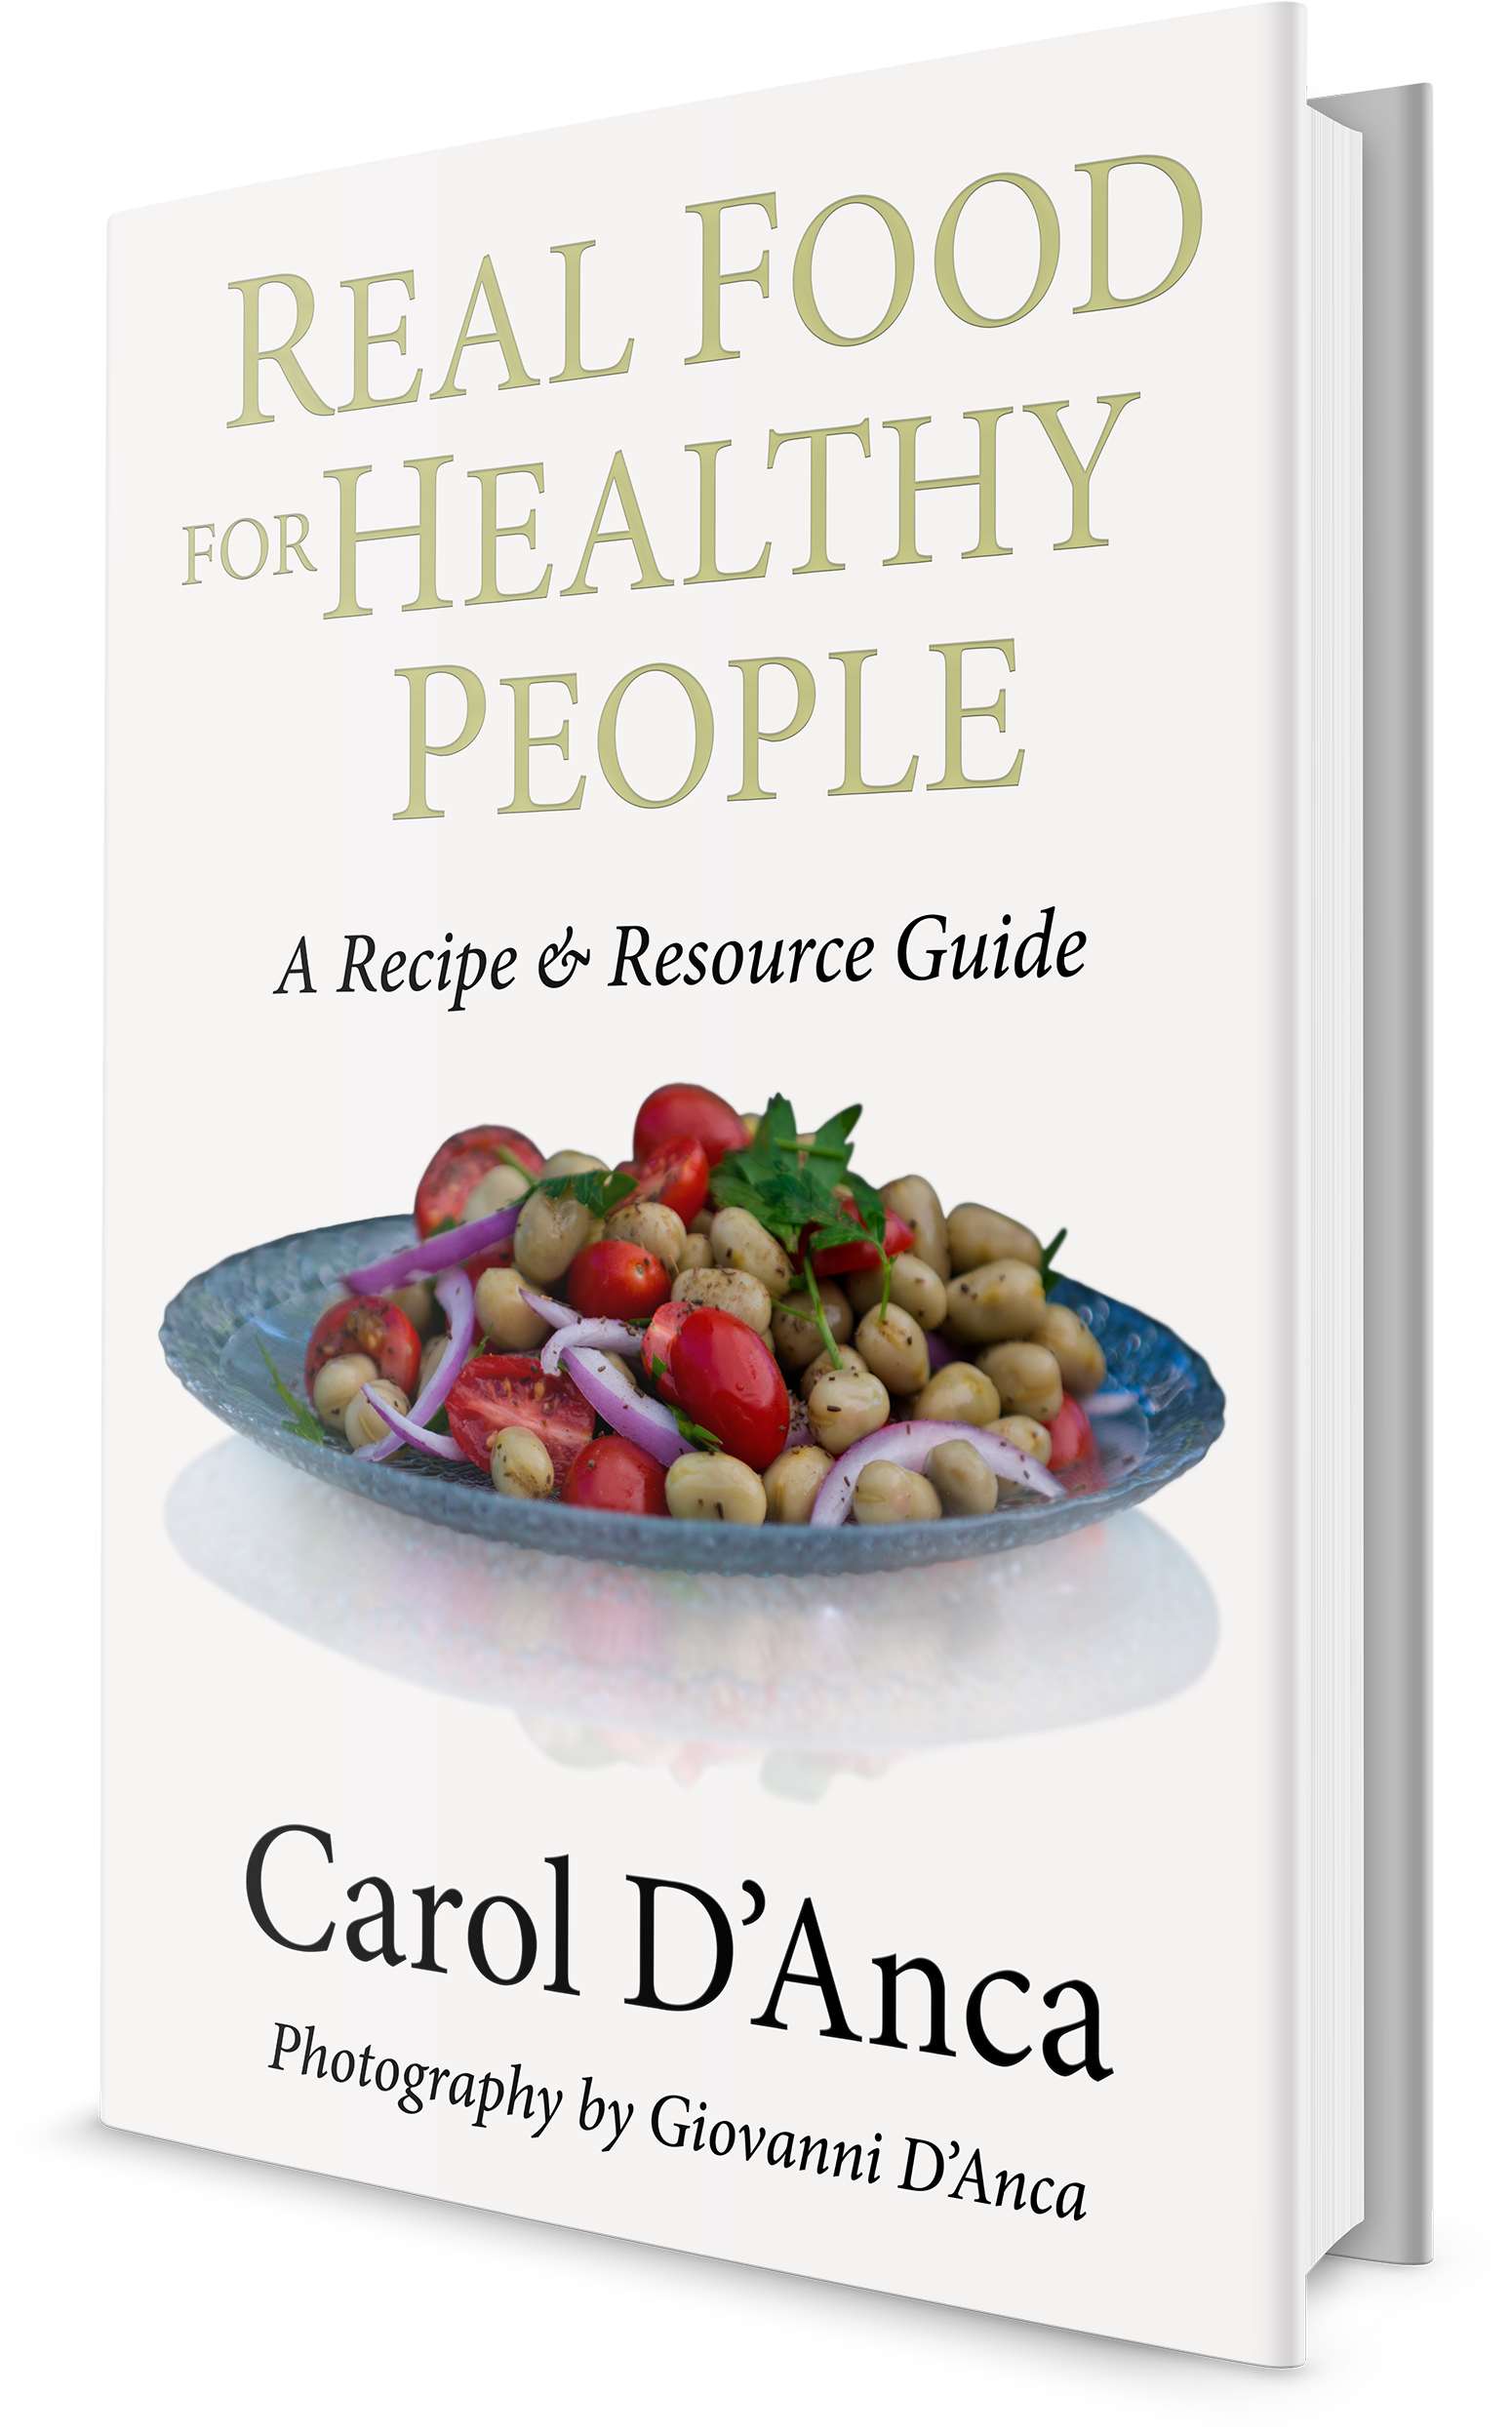 REAL FOOD
FOR HEALTHY
PEOPLE
A Recipe & Resource Guide
Carol D’Anca
Photography by Giovanni D’Anca